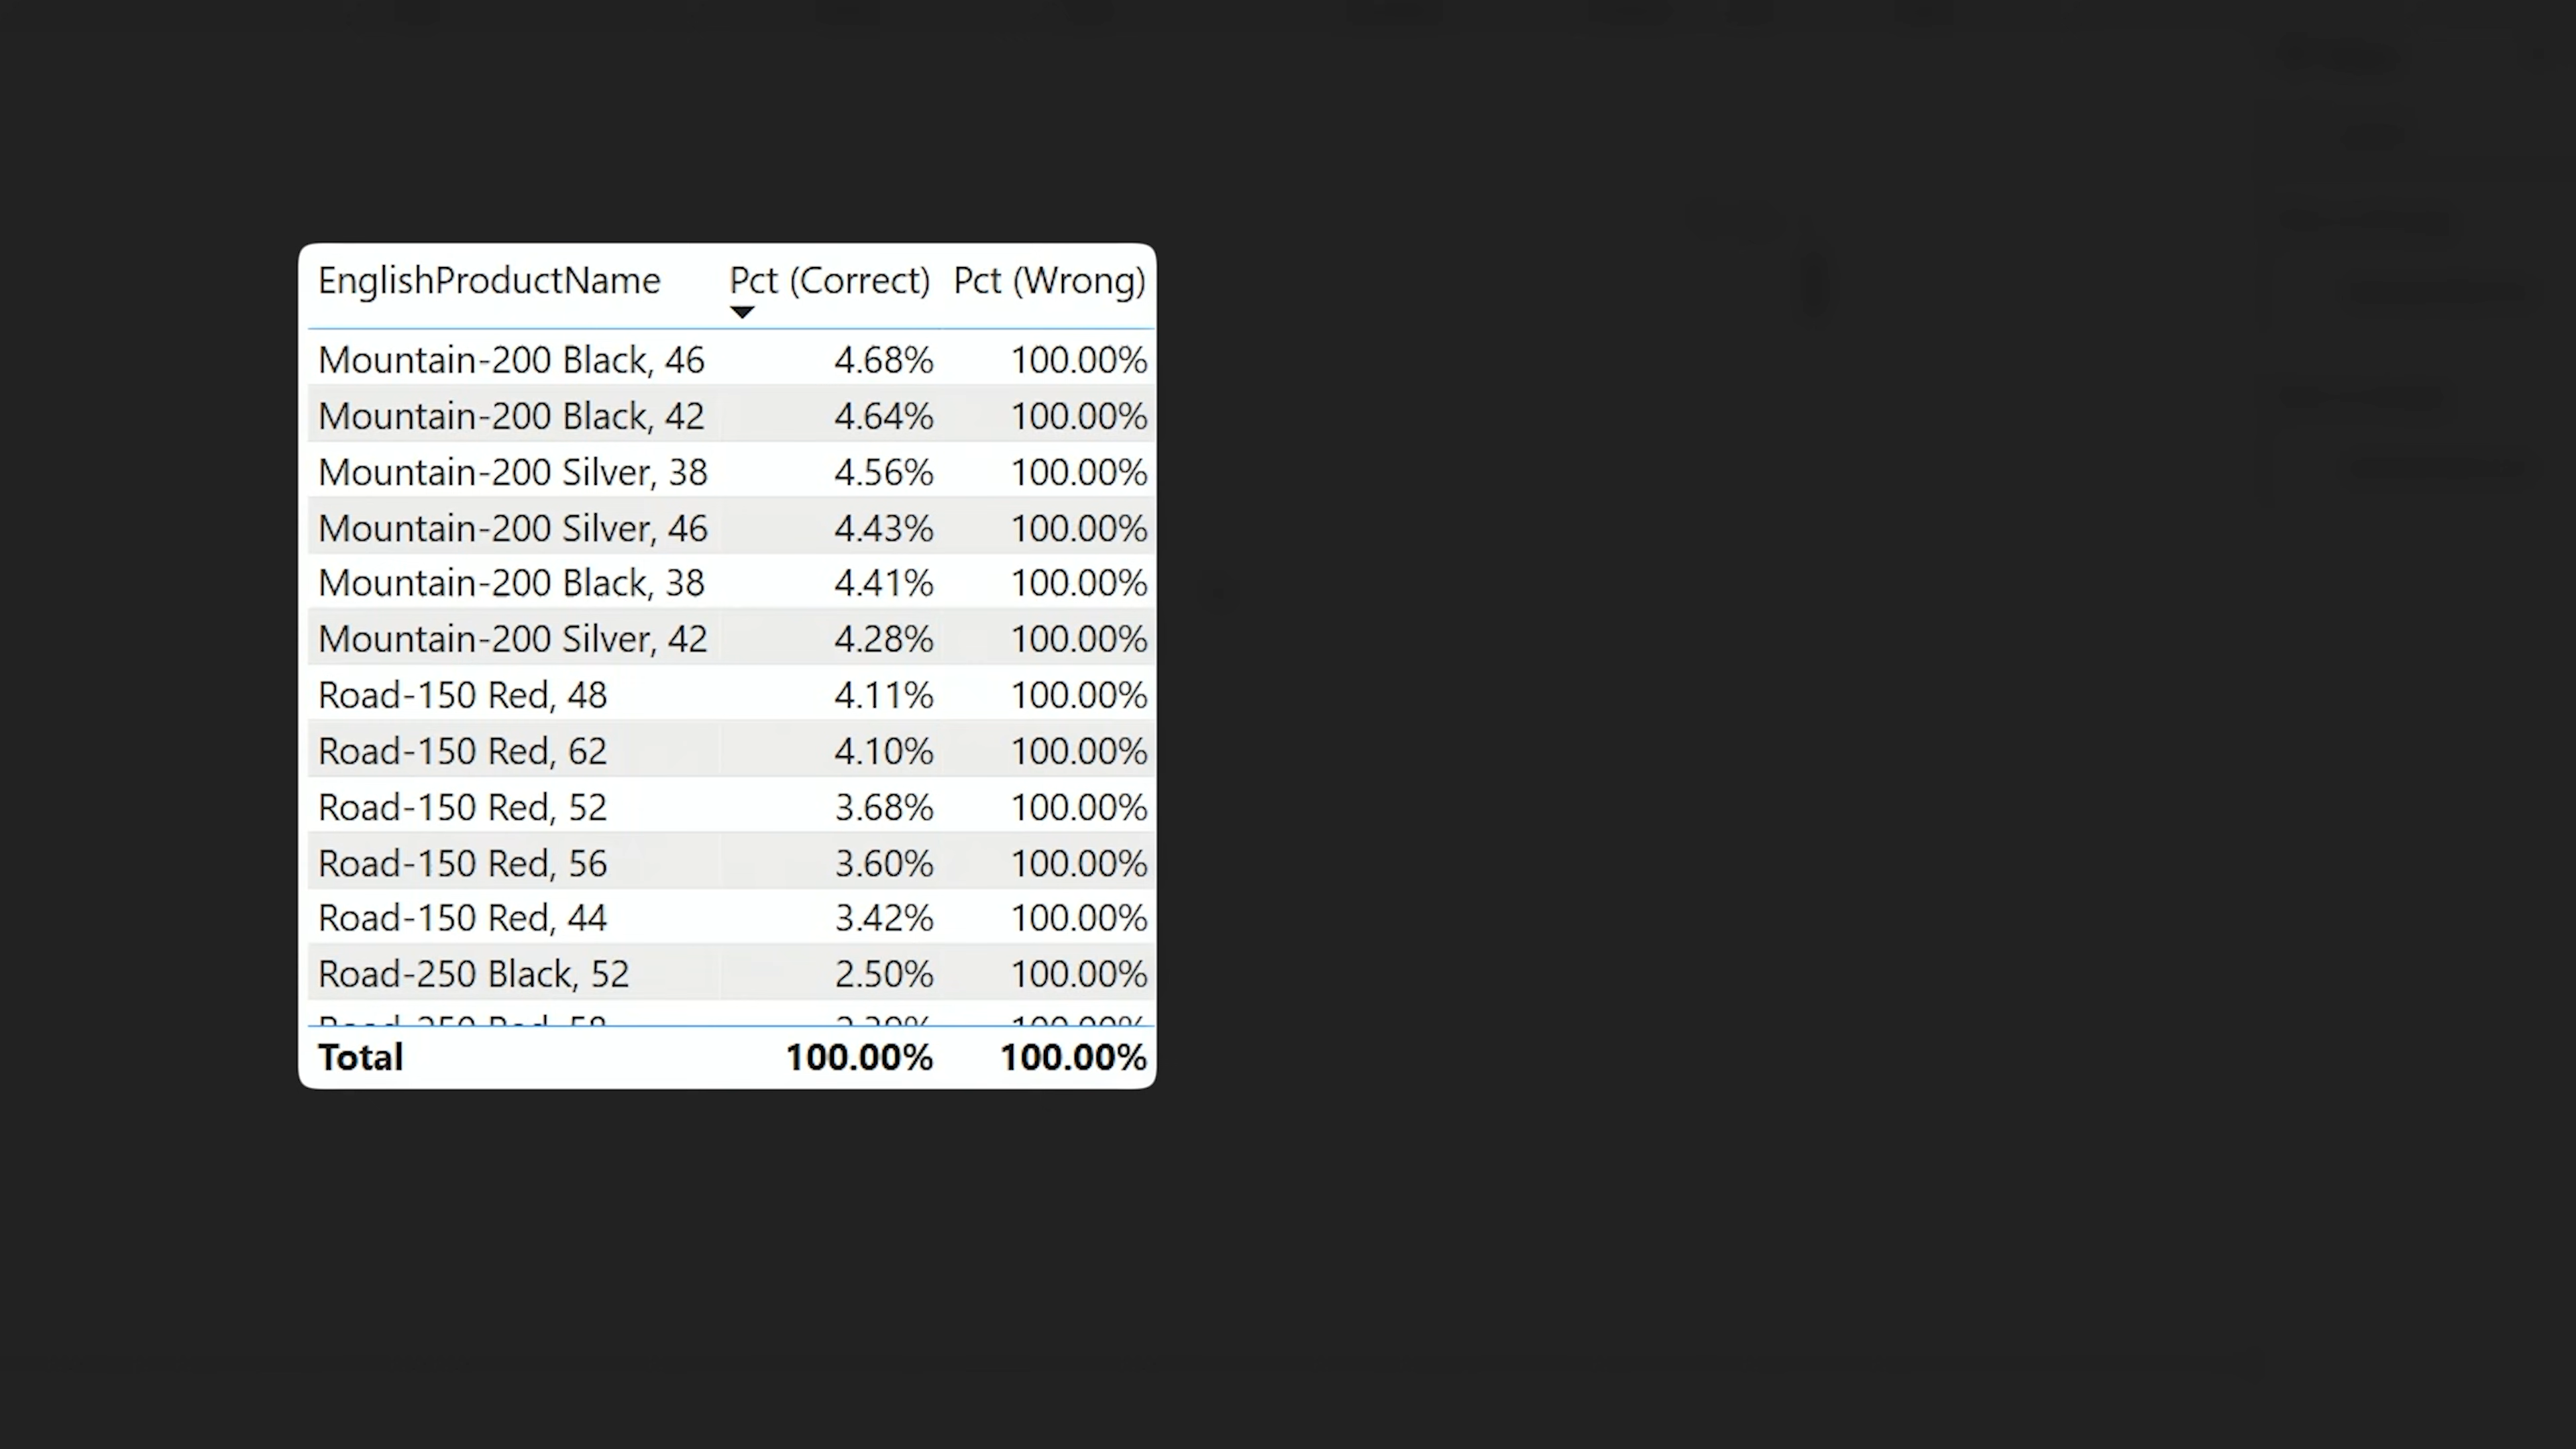 EnglishProductName Pct (Correct) Pct (Wrong)
Mountain-200 Black, 46 4.68% 100.00%
Mountain-200 Black, 42 4.64% 100.00%
Mountain-200 Silver, 38 4.56% 100.00%
Mountain-200 Silver, 46 4.43% 100.00%
Mountain-200 Black, 38 4.41% 100.00%
Mountain-200 Silver, 42 4.28% 100.00%
Road-150 Red, 48 4.11% 100.00%
Road-150 Red, 62 4.10% 100.00%
Road-150 Red, 52 3.68% 100.00%
Road-150 Red, 56 3.60% 100.00%
Road-150 Red, 44 3.42% 100.00%
Road-250 Black, 52 2.50% 100.00%
Total 100.00% 100.00%